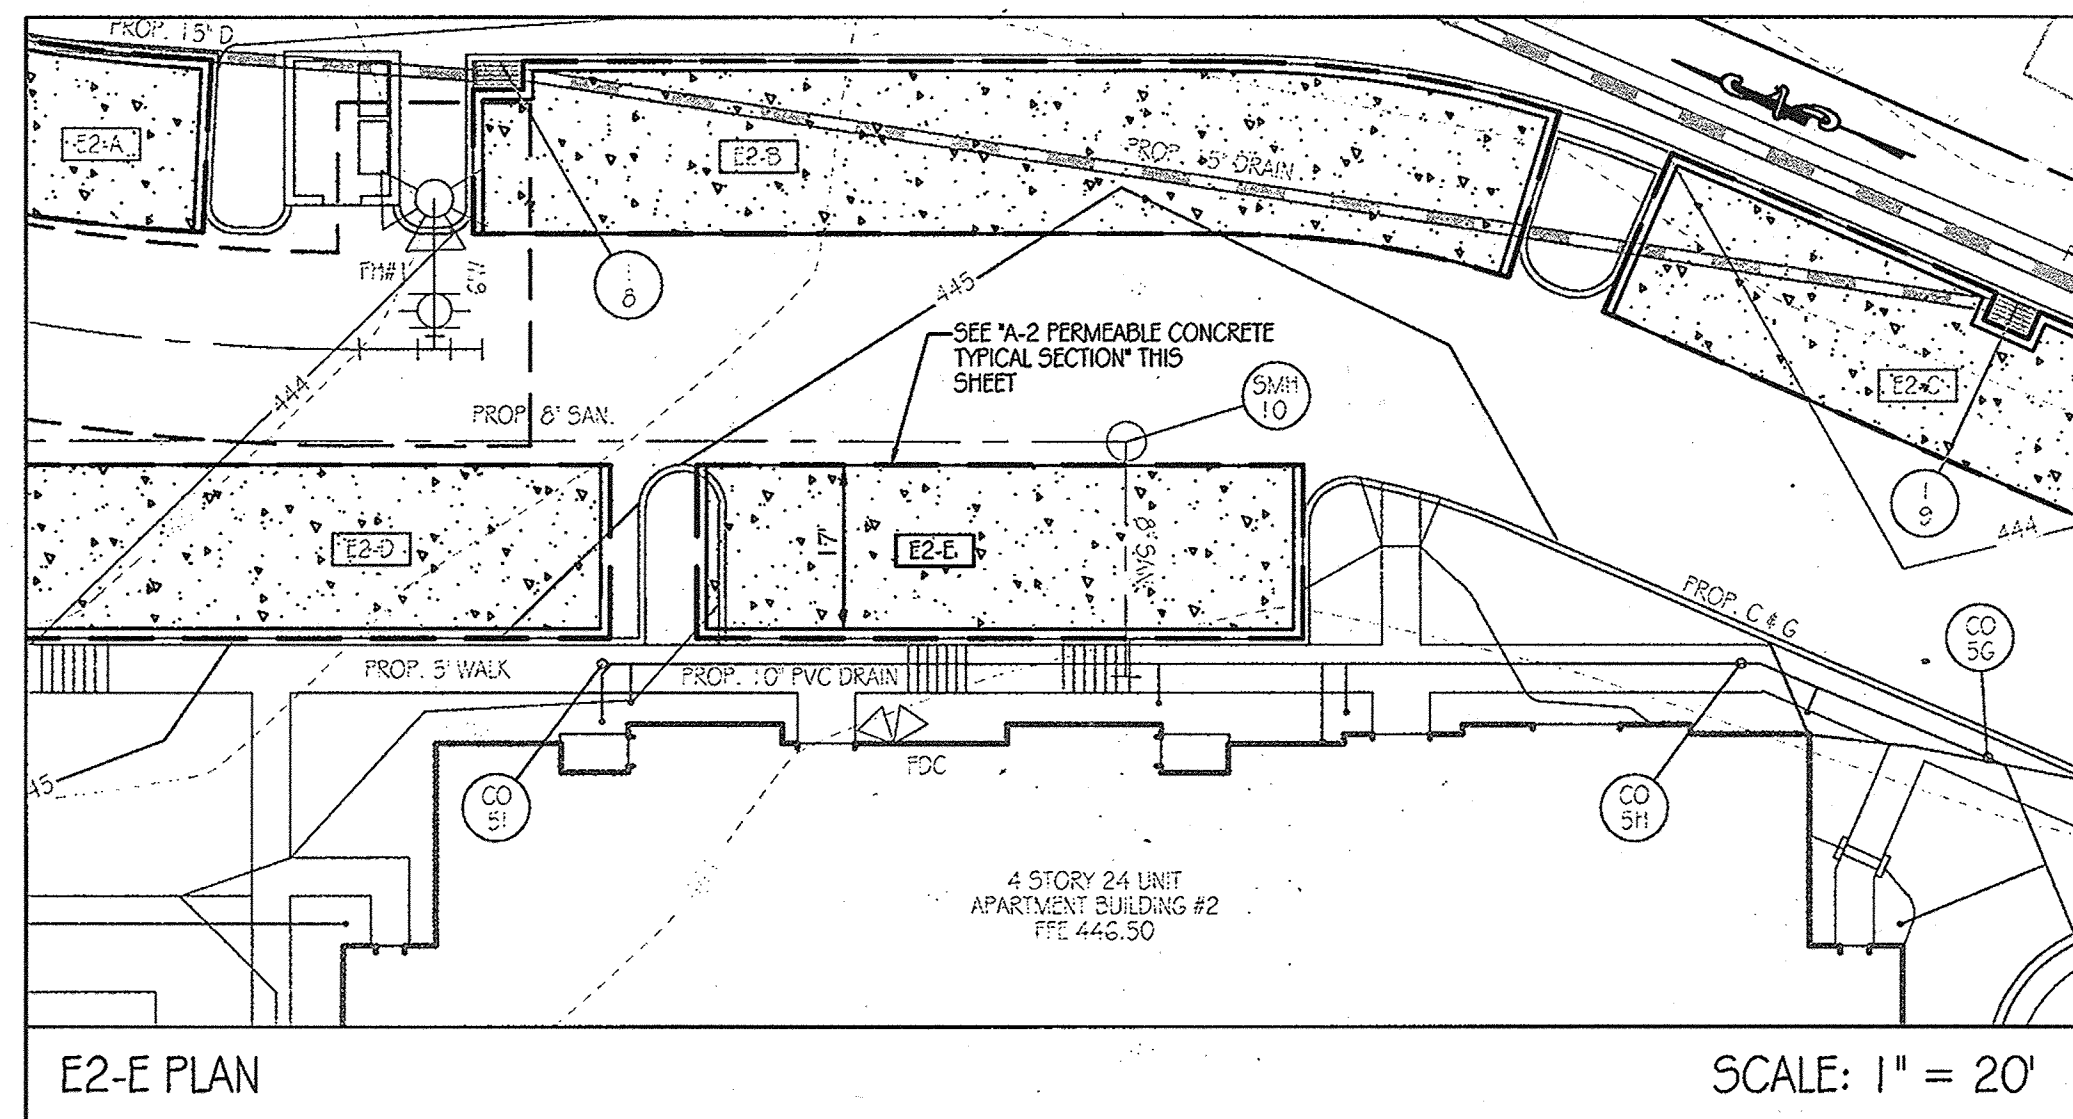 PROP. 15" D
E2-A
E2-B
PROP. 15" DRAIN
FH#1
GV
I
8
445
SEE "A-2 PERMEABLE CONCRETE
TYPICAL SECTION" THIS
SHEET
E2-C
444
SMH
10
PROP. 8" SAN.
I
9
444
E2-D
17'
E2-E
8" SAN.
PROP. C & G
CO
5G
PROP. 5' WALK
PROP. 10" PVC DRAIN
45
FDC
CO
5I
CO
5H
4 STORY 24 UNIT
APARTMENT BUILDING #2
FFE 446.50
E2-E PLAN
SCALE: 1" = 20'